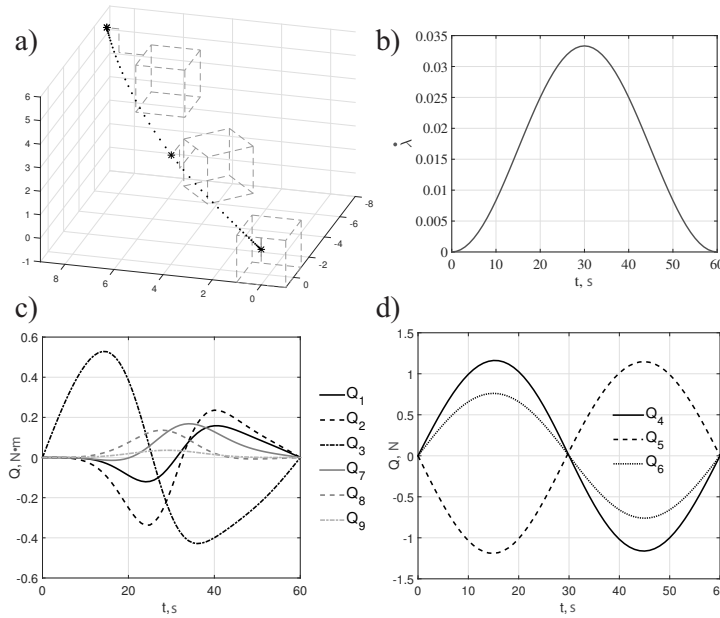 a)
6
5
4
3
2
1
0
-1
8
6
4
2
0
0
-2
-4
-6
-8
b)
0.035
0.03
0.025
0.02
0.015
0.01
0.005
0
0 10 20 30 40 50 60
t, s
λ̇
c)
0.6
0.4
0.2
0
-0.2
-0.4
-0.6
0 20 40 60
t, s
Q, N•m
Q1
Q2
Q3
Q7
Q8
Q9
d)
1.5
1
0.5
0
-0.5
-1
-1.5
0 10 20 30 40 50 60
t, s
Q, N
Q4
Q5
Q6